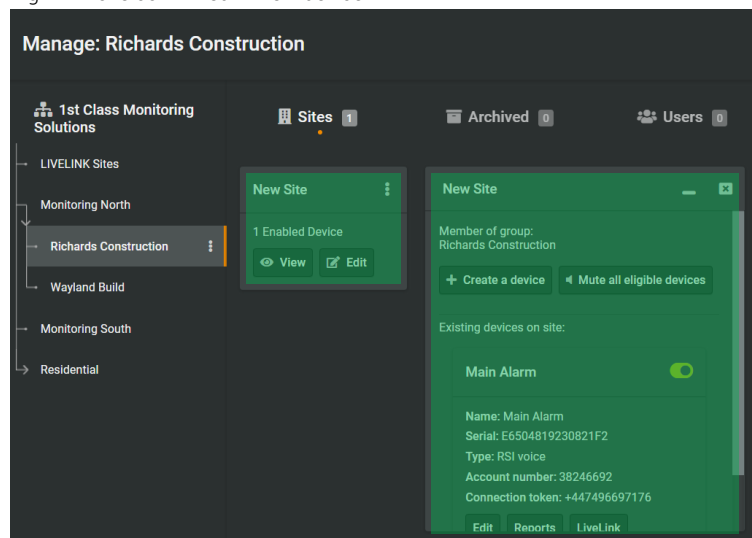 Manage: Richards Construction
1st Class Monitoring
Solutions
LIVELINK Sites
Monitoring North
Richards Construction
Wayland Build
Monitoring South
Residential
Sites 1
Archived 0
Users 0
New Site
1 Enabled Device
View
Edit
New Site
Member of group:
Richards Construction
Create a device
Mute all eligible devices
Existing devices on site:
Main Alarm
Name: Main Alarm
Serial: E6504819230821F2
Type: RSI voice
Account number: 38246692
Connection token: +447496697176
Edit Reports LiveLink